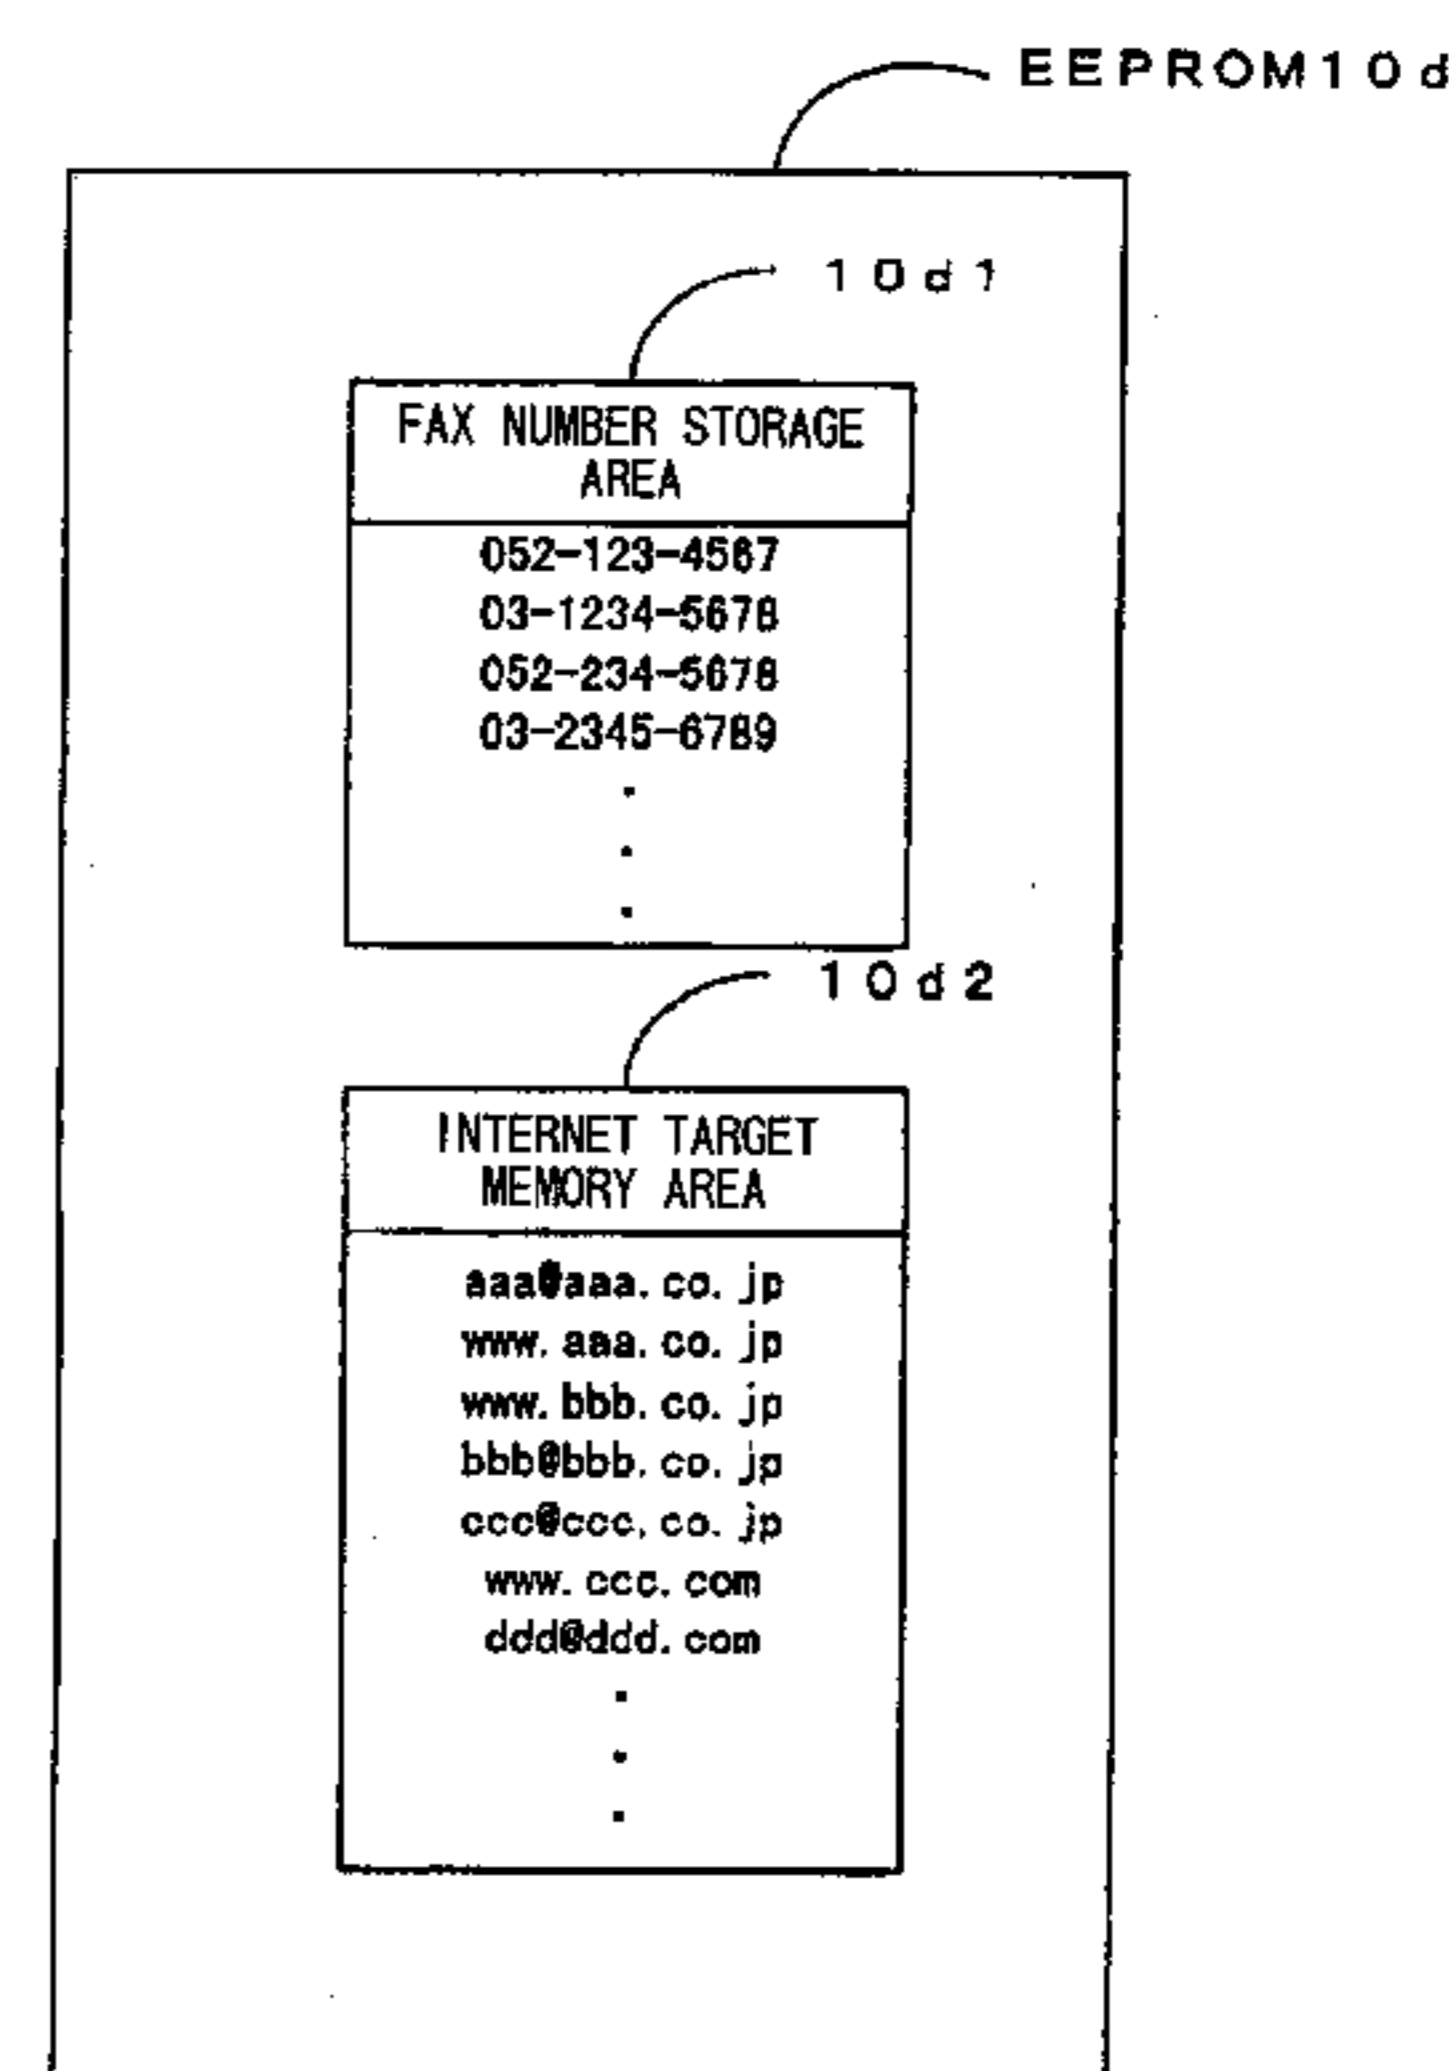 EEPROM10d
10d1
FAX NUMBER STORAGE
AREA
052-123-4567
03-1234-5678
052-234-5678
03-2345-6789
.
.
.
10d2
INTERNET TARGET
MEMORY AREA
aaa@aaa.co.jp
www.aaa.co.jp
www.bbb.co.jp
bbb@bbb.co.jp
ccc@ccc.co.jp
www.ccc.com
ddd@ddd.com
.
.
.